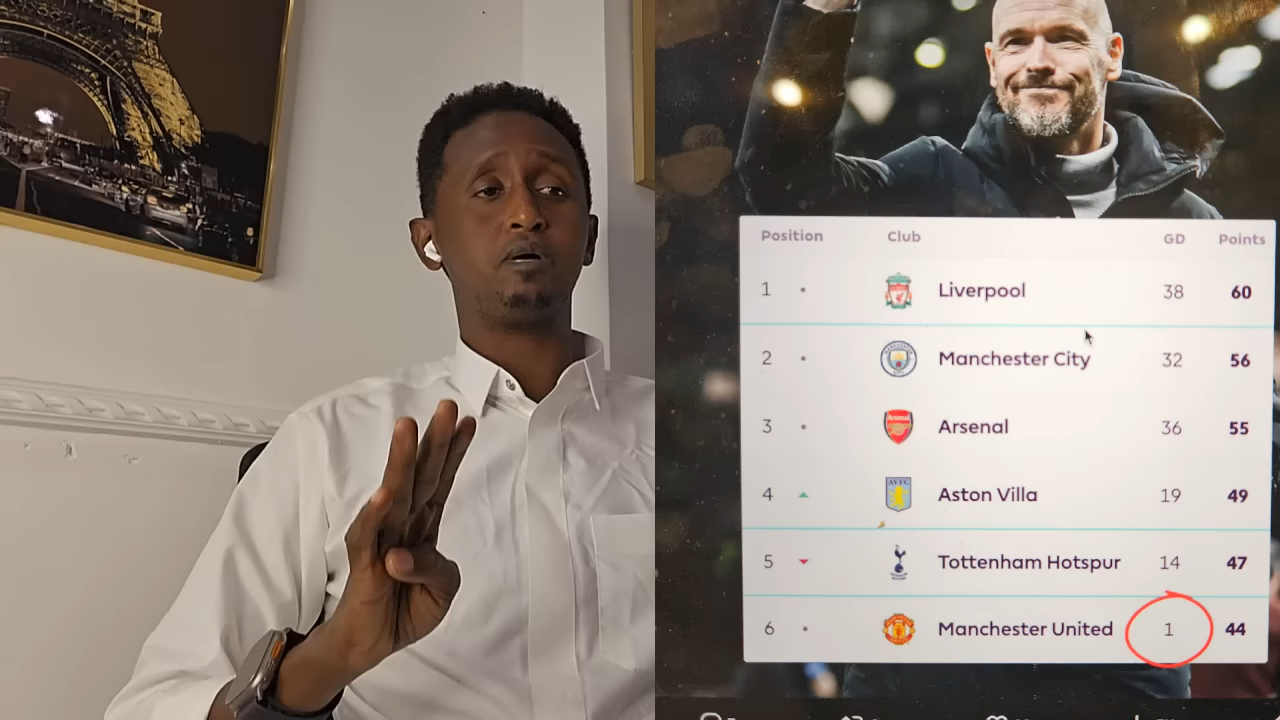 Position Club GD Points
1 Liverpool 38 60
2 Manchester City 32 56
3 Arsenal 36 55
4 AVFC Aston Villa 19 49
5 Tottenham Hotspur 14 47
6 Manchester United 1 44